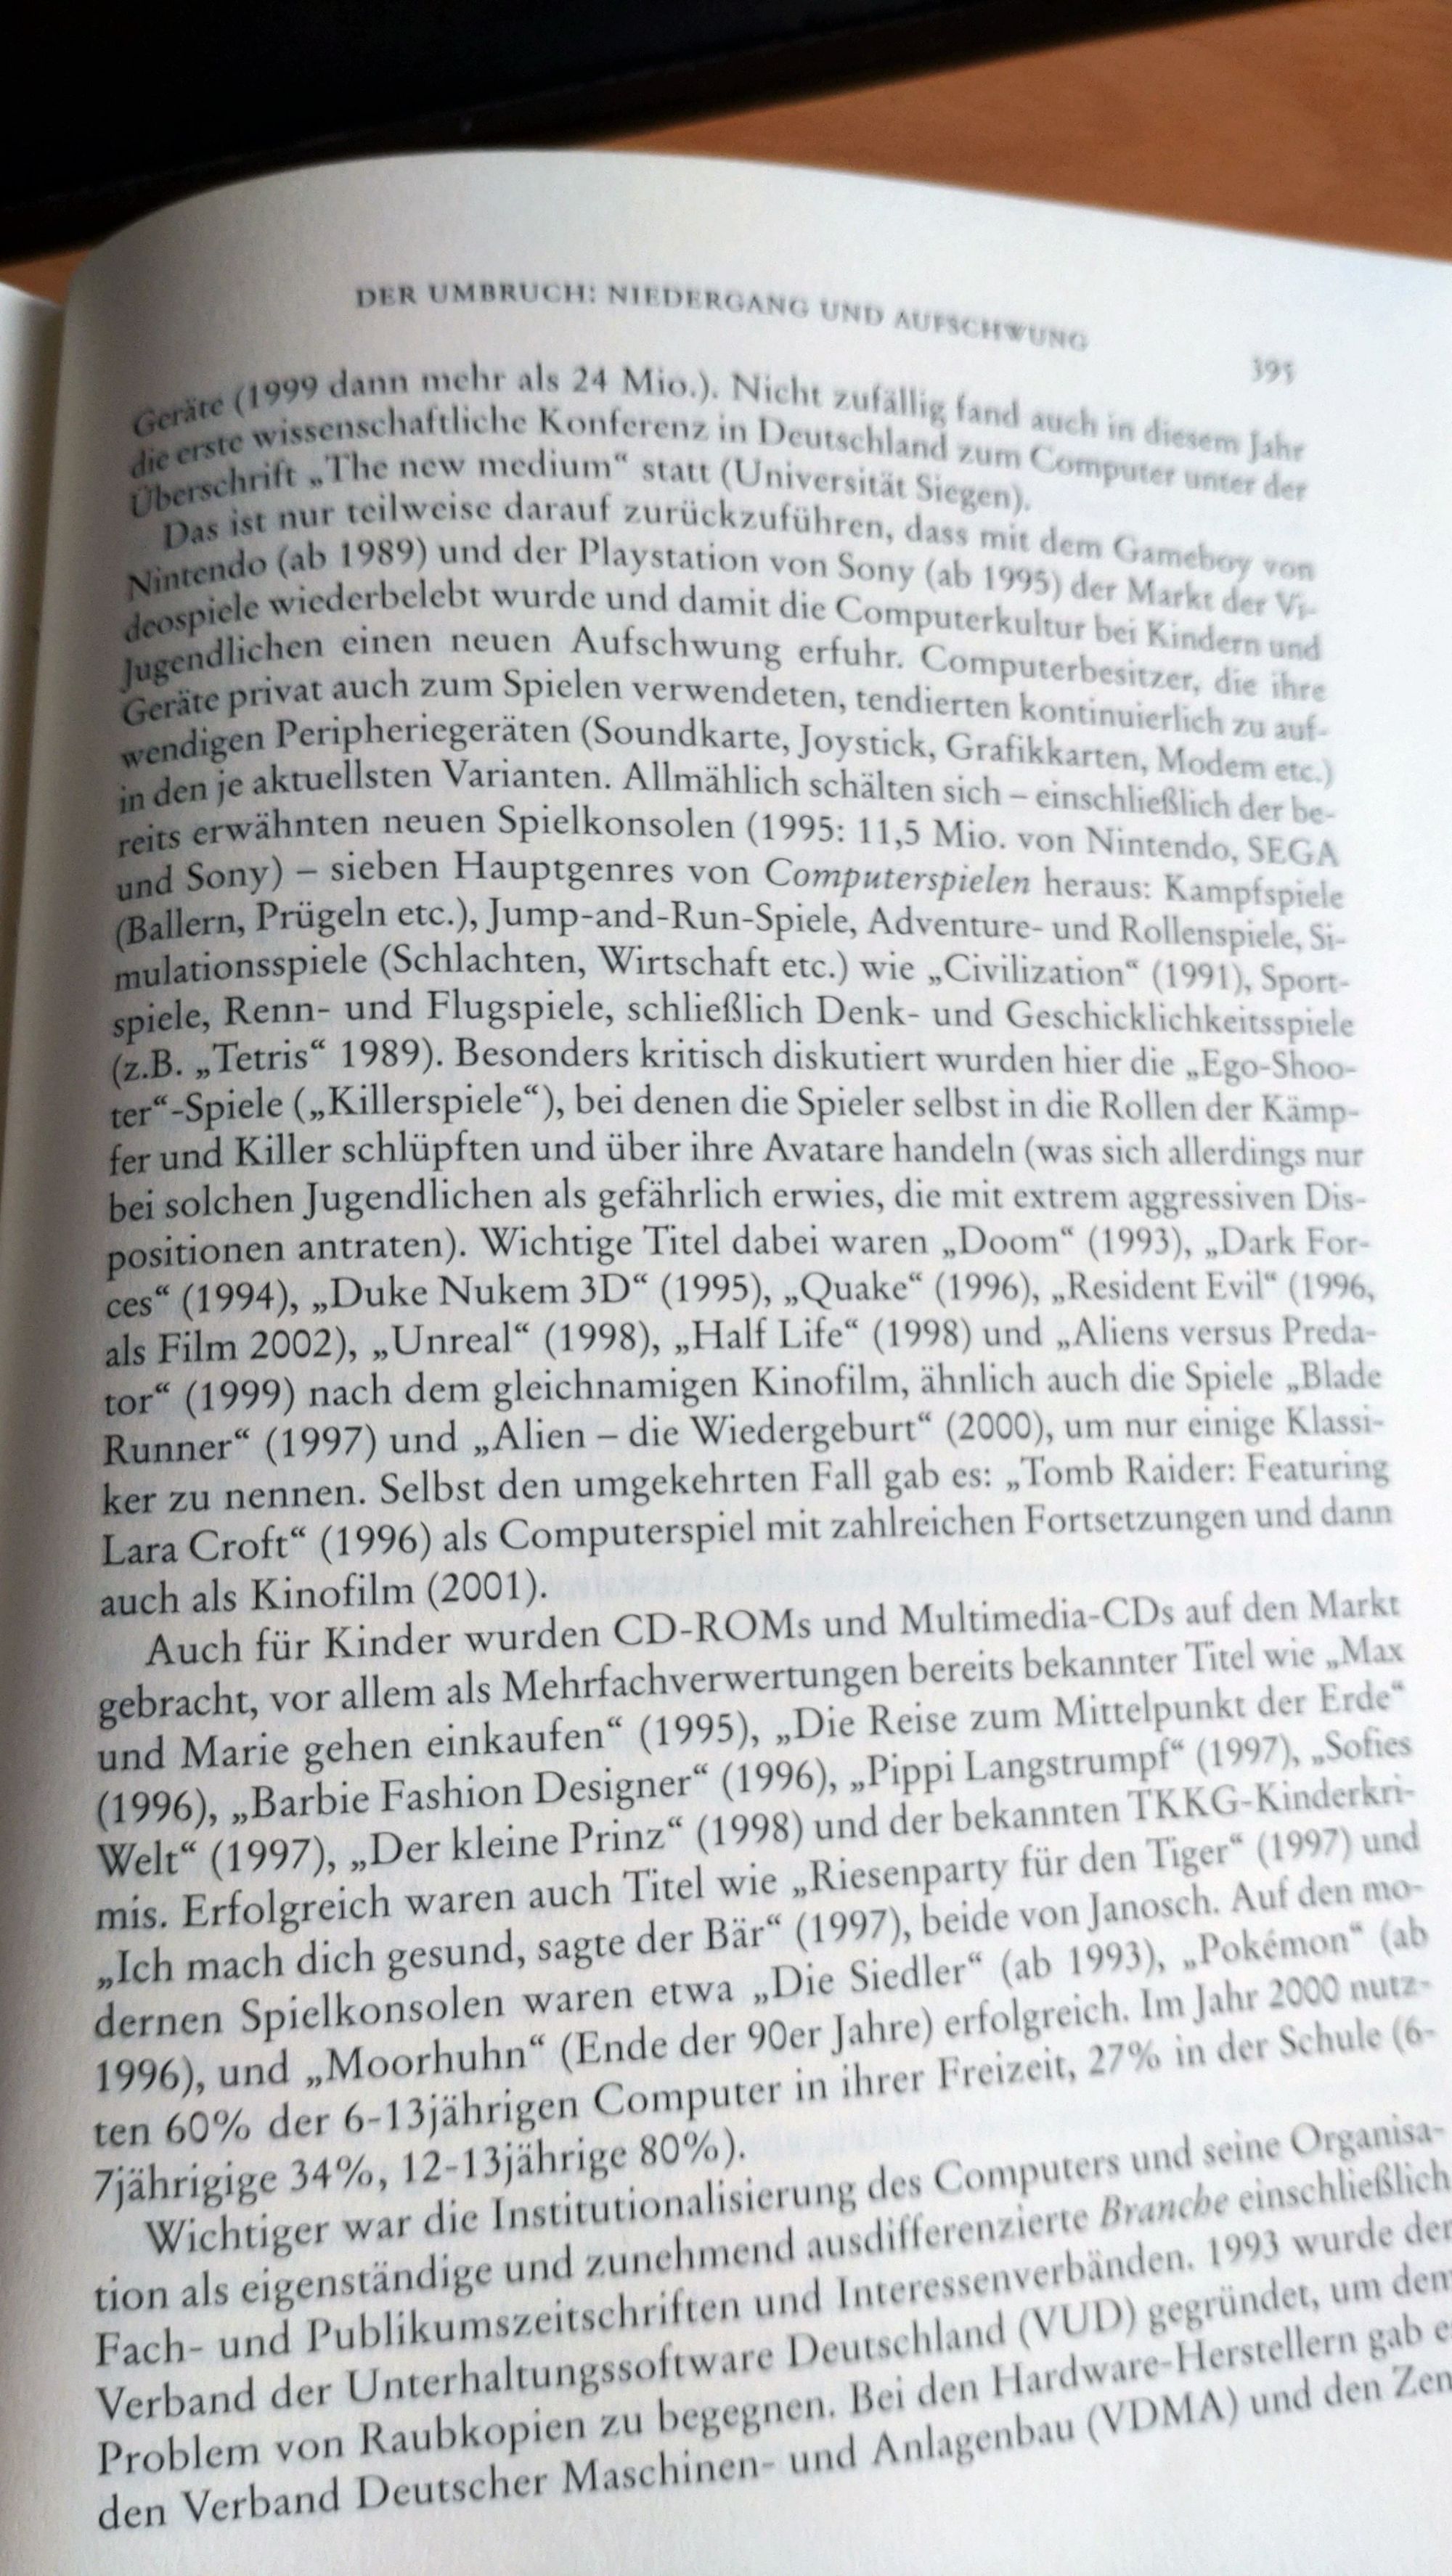 DER UMBRUCH: NIEDERGANG UND AUFSCHWUNG
395
Geräte (1999 dann mehr als 24 Mio.). Nicht zufällig fand auch in diesem Jahr
die erste wissenschaftliche Konferenz in Deutschland zum Computer unter der
Überschrift „The new medium“ statt (Universität Siegen).
Das ist nur teilweise darauf zurückzuführen, dass mit dem Gameboy von
Nintendo (ab 1989) und der Playstation von Sony (ab 1995) der Markt der Vi-
deospiele wiederbelebt wurde und damit die Computerkultur bei Kindern und
Jugendlichen einen neuen Aufschwung erfuhr. Computerbesitzer, die ihre
Geräte privat auch zum Spielen verwendeten, tendierten kontinuierlich zu auf-
wendigen Peripheriegeräten (Soundkarte, Joystick, Grafikkarten, Modem etc.)
in den je aktuellsten Varianten. Allmählich schälten sich – einschließlich der be-
reits erwähnten neuen Spielkonsolen (1995: 11,5 Mio. von Nintendo, SEGA
und Sony) – sieben Hauptgenres von Computerspielen heraus: Kampfspiele
(Ballern, Prügeln etc.), Jump-and-Run-Spiele, Adventure- und Rollenspiele, Si-
mulationsspiele (Schlachten, Wirtschaft etc.) wie „Civilization“ (1991), Sport-
spiele, Renn- und Flugspiele, schließlich Denk- und Geschicklichkeitsspiele
(z.B. „Tetris“ 1989). Besonders kritisch diskutiert wurden hier die „Ego-Shoo-
ter“-Spiele („Killerspiele“), bei denen die Spieler selbst in die Rollen der Kämp-
fer und Killer schlüpften und über ihre Avatare handeln (was sich allerdings nur
bei solchen Jugendlichen als gefährlich erwies, die mit extrem aggressiven Dis-
positionen antraten). Wichtige Titel dabei waren „Doom“ (1993), „Dark For-
ces“ (1994), „Duke Nukem 3D“ (1995), „Quake“ (1996), „Resident Evil“ (1996,
als Film 2002), „Unreal“ (1998), „Half Life“ (1998) und „Aliens versus Preda-
tor“ (1999) nach dem gleichnamigen Kinofilm, ähnlich auch die Spiele „Blade
Runner“ (1997) und „Alien – die Wiedergeburt“ (2000), um nur einige Klassi-
ker zu nennen. Selbst den umgekehrten Fall gab es: „Tomb Raider: Featuring
Lara Croft“ (1996) als Computerspiel mit zahlreichen Fortsetzungen und dann
auch als Kinofilm (2001).
Auch für Kinder wurden CD-ROMs und Multimedia-CDs auf den Markt
gebracht, vor allem als Mehrfachverwertungen bereits bekannter Titel wie „Max
und Marie gehen einkaufen“ (1995), „Die Reise zum Mittelpunkt der Erde“
(1996), „Barbie Fashion Designer“ (1996), „Pippi Langstrumpf“ (1997), „Sofies
Welt“ (1997), „Der kleine Prinz“ (1998) und der bekannten TKKG-Kinderkri-
mis. Erfolgreich waren auch Titel wie „Riesenparty für den Tiger“ (1997) und
„Ich mach dich gesund, sagte der Bär“ (1997), beide von Janosch. Auf den mo-
dernen Spielkonsolen waren etwa „Die Siedler“ (ab 1993), „Pokémon“ (ab
1996), und „Moorhuhn“ (Ende der 90er Jahre) erfolgreich. Im Jahr 2000 nutz-
ten 60% der 6-13jährigen Computer in ihrer Freizeit, 27% in der Schule (6-
7jährigige 34%, 12-13jährige 80%).
Wichtiger war die Institutionalisierung des Computers und seine Organisa-
tion als eigenständige und zunehmend ausdifferenzierte Branche einschließlich
Fach- und Publikumszeitschriften und Interessenverbänden. 1993 wurde der
Verband der Unterhaltungssoftware Deutschland (VUD) gegründet, um dem
Problem von Raubkopien zu begegnen. Bei den Hardware-Herstellern gab e
den Verband Deutscher Maschinen- und Anlagenbau (VDMA) und den Zen